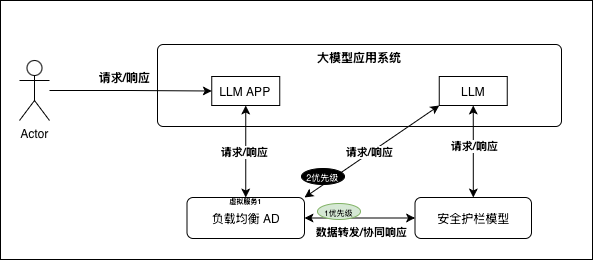 大模型应用系统
请求/响应
LLM APP
LLM
Actor
请求/响应
请求/响应
请求/响应
2优先级
虚拟服务1
负载均衡 AD
1优先级
安全护栏模型
数据转发/协同响应